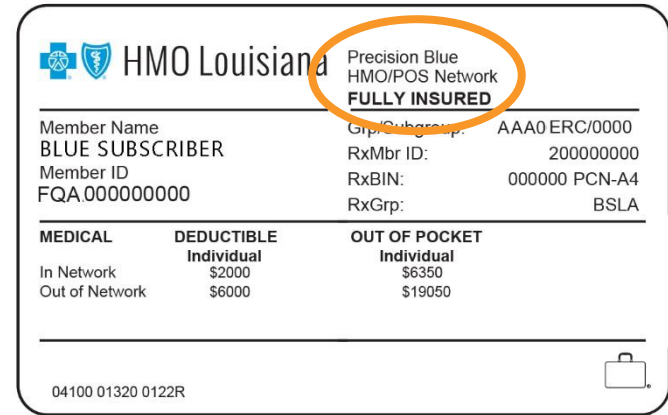 HMO Louisiana
Precision Blue
HMO/POS Network
FULLY INSURED
Member Name
BLUE SUBSCRIBER
Member ID
FQA000000000
Grp/Subgroup: AAA0ERC/0000
RxMbr ID: 200000000
RxBIN: 000000 PCN-A4
RxGrp: BSLA
MEDICAL DEDUCTIBLE OUT OF POCKET
Individual Individual
In Network $2000 $6350
Out of Network $6000 $19050
04100 01320 0122R